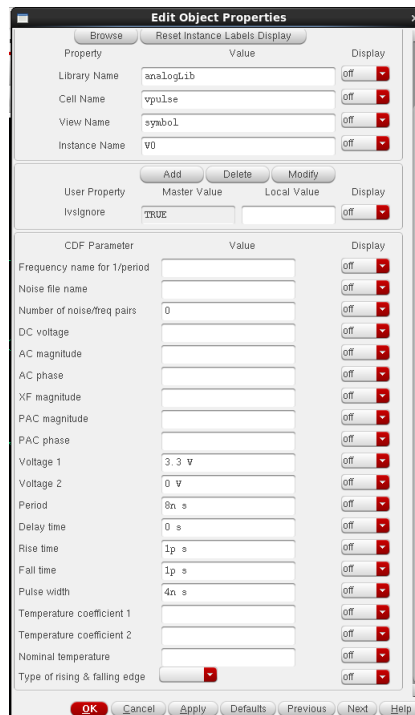 Edit Object Properties
Browse Reset Instance Labels Display
Property Value Display
Library Name analogLib off
Cell Name vpulse off
View Name symbol off
Instance Name V0 off
Add Delete Modify
User Property Master Value Local Value Display
lvsIgnore TRUE off
CDF Parameter Value Display
Frequency name for 1/period off
Noise file name off
Number of noise/freq pairs 0 off
DC voltage off
AC magnitude off
AC phase off
XF magnitude off
PAC magnitude off
PAC phase off
Voltage 1 3.3 V off
Voltage 2 0 V off
Period 8n s off
Delay time 0 s off
Rise time 1p s off
Fall time 1p s off
Pulse width 4n s off
Temperature coefficient 1 off
Temperature coefficient 2 off
Nominal temperature off
Type of rising & falling edge off
OK Cancel Apply Defaults Previous Next Help